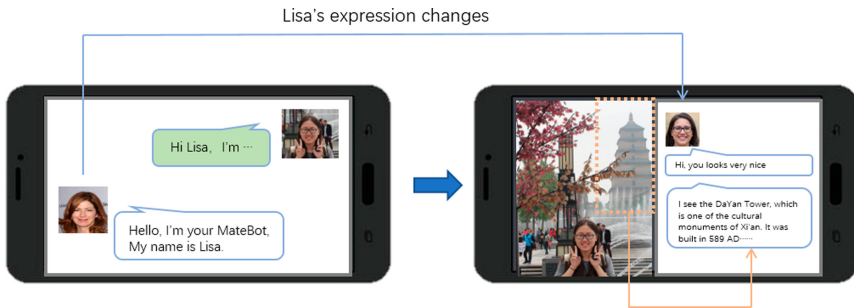 Lisa's expression changes
Hi Lisa, I'm ···
Hello, I'm your MateBot,
My name is Lisa.
Hi, you looks very nice
I see the DaYan Tower, which
is one of the cultural
monuments of Xi'an. It was
built in 589 AD······